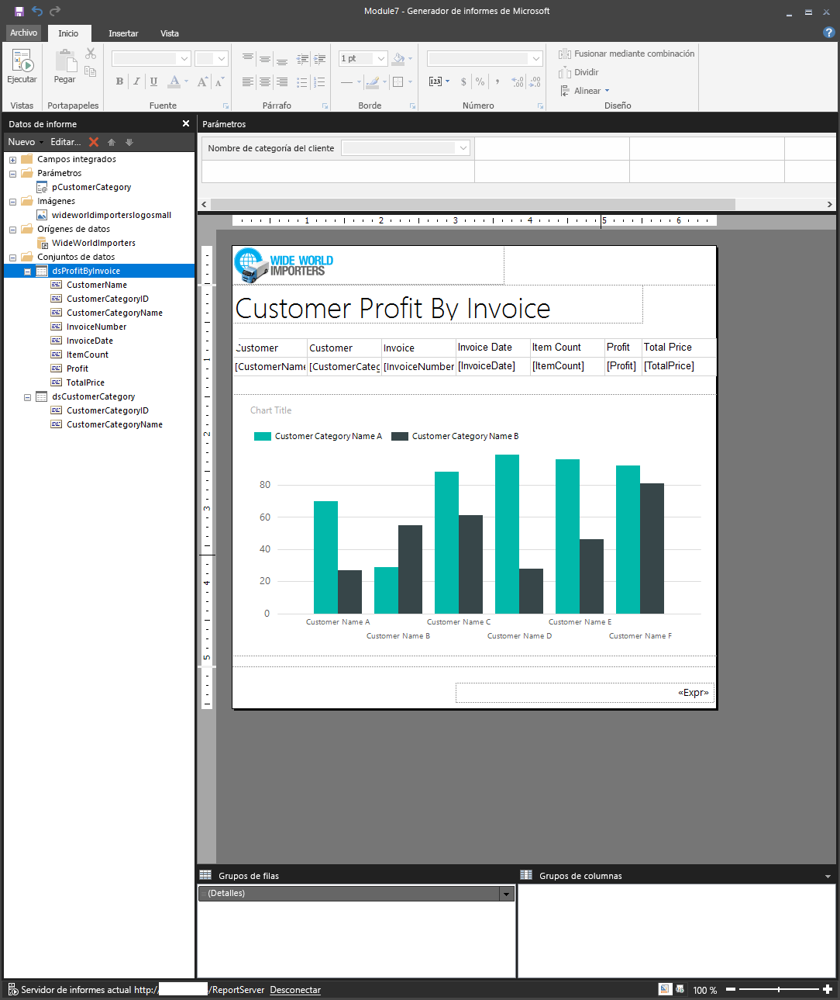 Module7 - Generador de informes de Microsoft
Archivo Inicio Insertar Vista
Ejecutar
Pegar
1 pt
Fusionar mediante combinación
Dividir
Alinear
B I U A A A
123 $ % ,
Vistas Portapapeles Fuente Párrafo Borde Número Diseño
Datos de informe
Nuevo Editar...
Campos integrados
Parámetros
pCustomerCategory
Imágenes
wideworldimporterslogosmall
Orígenes de datos
WideWorldImporters
Conjuntos de datos
dsProfitByInvoice
CustomerName
CustomerCategoryID
CustomerCategoryName
InvoiceNumber
InvoiceDate
ItemCount
Profit
TotalPrice
dsCustomerCategory
CustomerCategoryID
CustomerCategoryName
Parámetros
Nombre de categoría del cliente
1 2 3 4 5 6
1
2
3
4
5
WIDE WORLD
IMPORTERS
Customer Profit By Invoice
Customer Customer Invoice Invoice Date Item Count Profit Total Price
[CustomerName [CustomerCateg [InvoiceNumber [InvoiceDate] [ItemCount] [Profit] [TotalPrice]
Chart Title
Customer Category Name A Customer Category Name B
80
60
40
20
0
Customer Name A Customer Name C Customer Name E
Customer Name B Customer Name D Customer Name F
«Expr»
Grupos de filas
(Detalles)
Grupos de columnas
Servidor de informes actual http:/ /ReportServer Desconectar
100 %